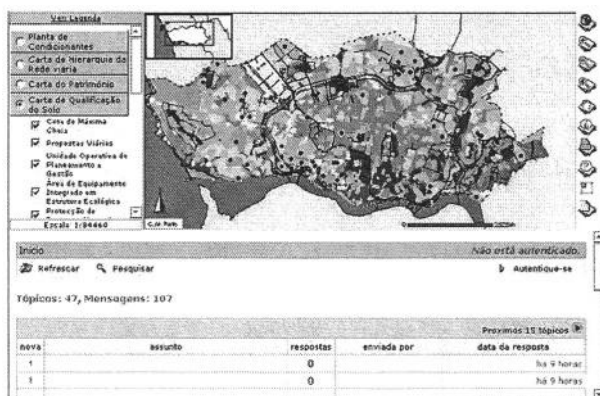 Ver Legenda
Planta de
Condicionantes
Carta de Hierarquia da
Rede viária
Carta do Património
Carta de Qualificação
do Solo
Cota de Máxima
Cheia
Propostas Viárias
Unidade Operativa de
Planeamento e
Gestão
Área de Equipamento
Integrado em
Estrutura Ecológica
Protecção de
Escala 1:84460
C.M. Porto
Início
Não está autenticado.
Refrescar
Pesquisar
Autentique-se
Tópicos: 47, Mensagens: 107
Proximos 15 tópicos
nova assunto respostas enviada por data da resposta
0 há 9 horas
0 há 9 horas